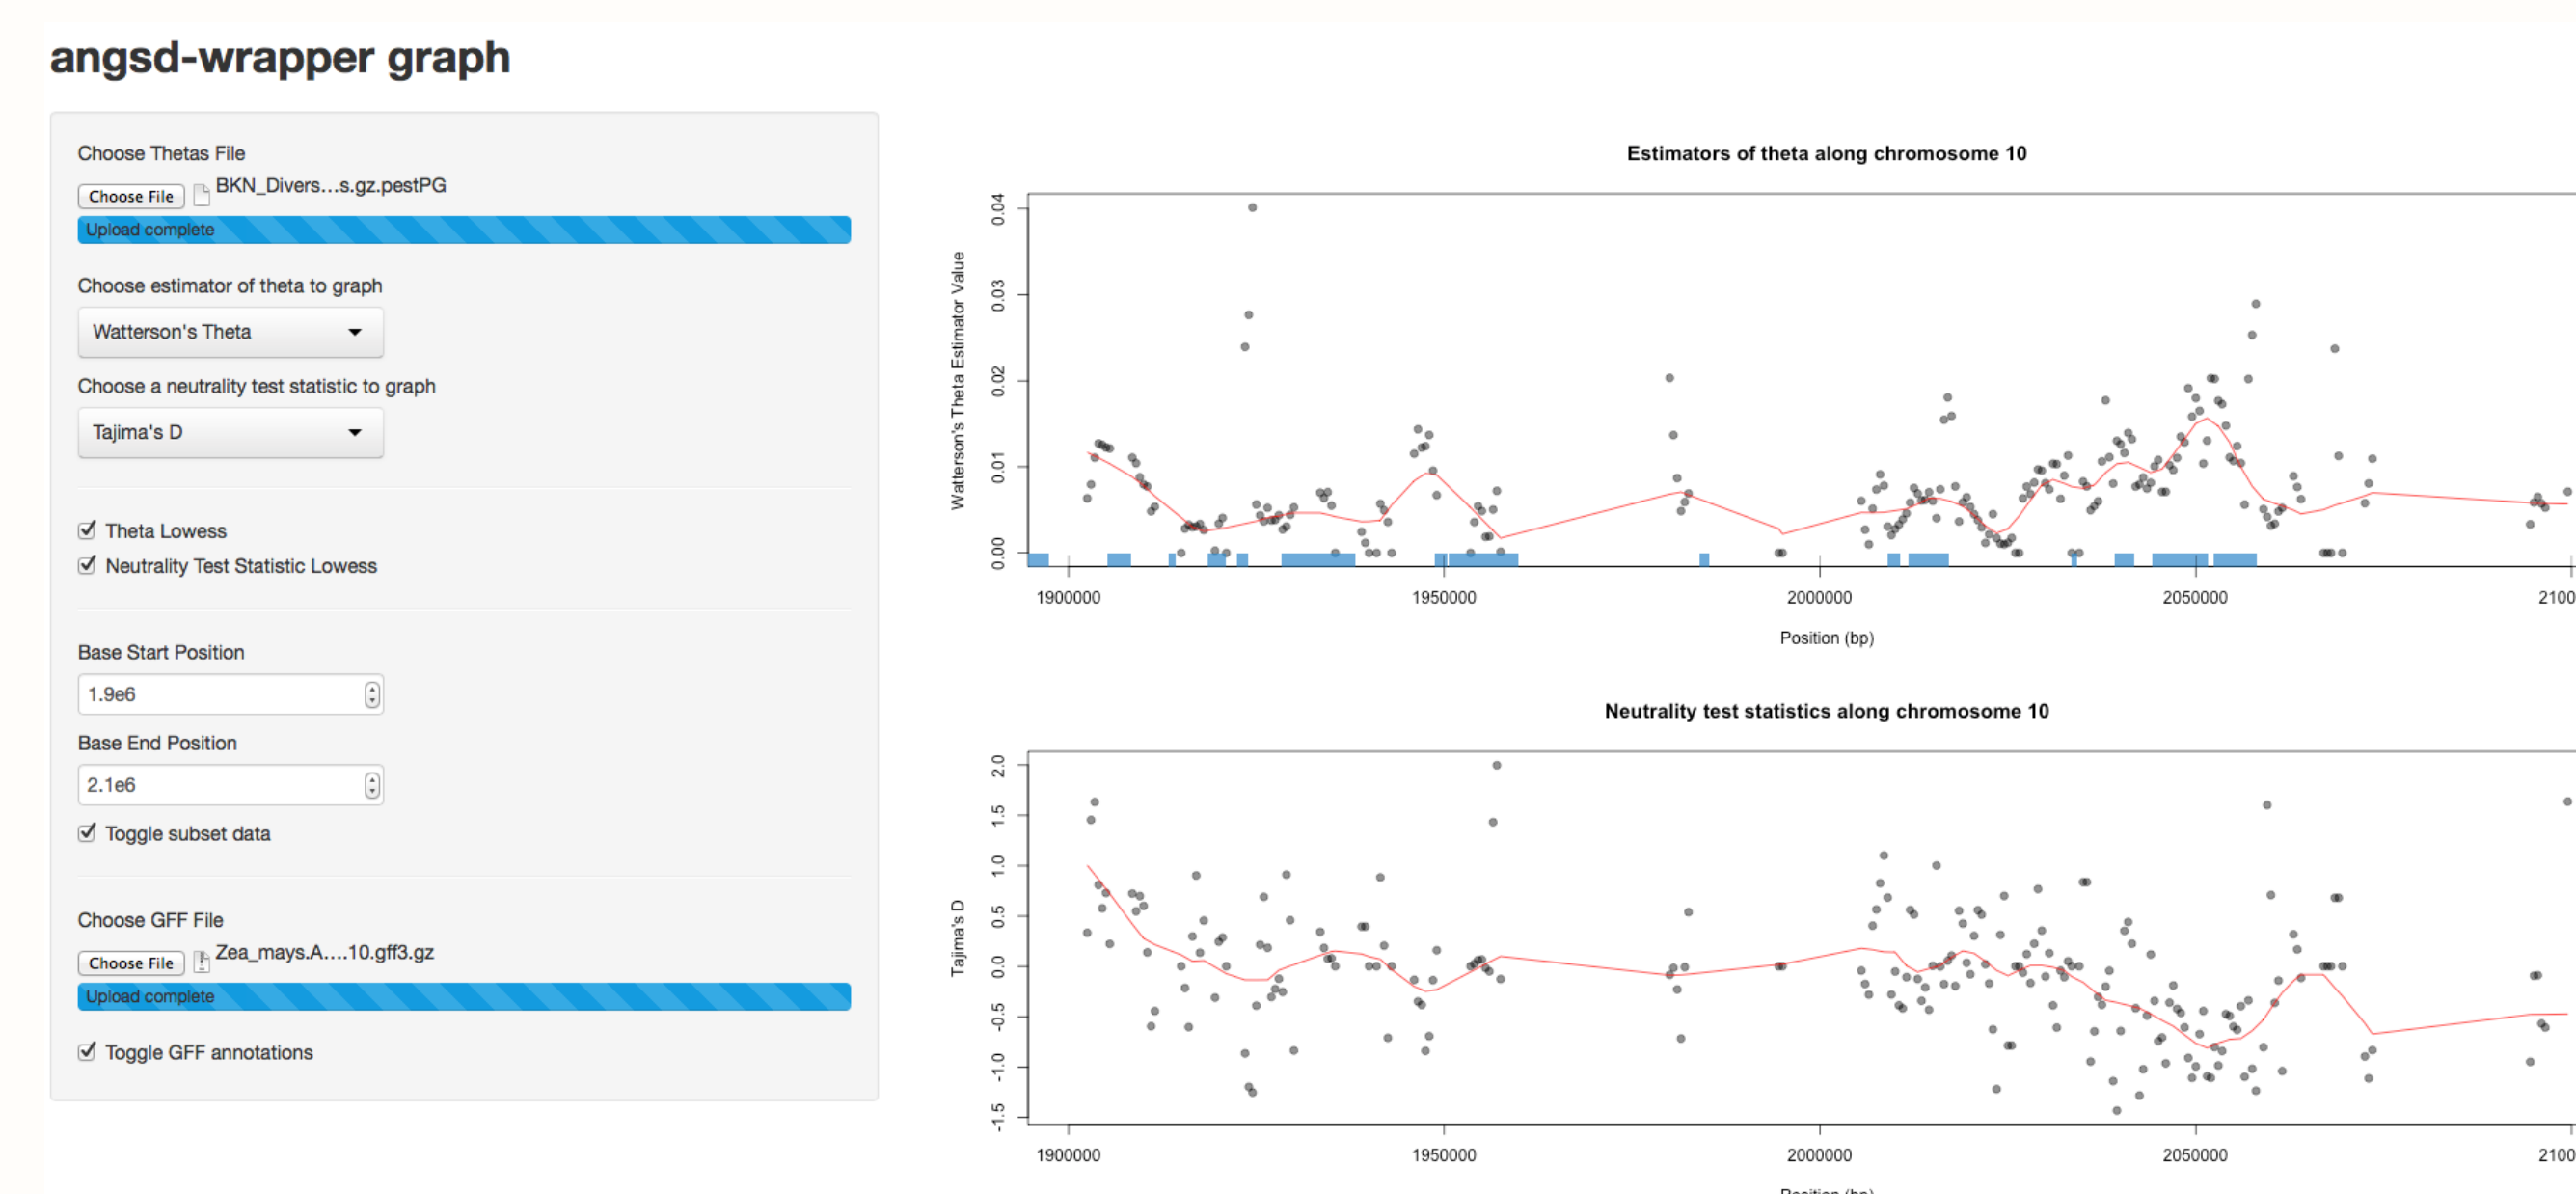 angsd-wrapper graph
Choose Thetas File
Choose File BKN_Divers...s.gz.pestPG
Upload complete
Choose estimator of theta to graph
Watterson's Theta
Choose a neutrality test statistic to graph
Tajima's D
Theta Lowess
Neutrality Test Statistic Lowess
Base Start Position
1.9e6
Base End Position
2.1e6
Toggle subset data
Choose GFF File
Choose File Zea_mays.A....10.gff3.gz
Upload complete
Toggle GFF annotations
Estimators of theta along chromosome 10
Watterson's Theta Estimator Value
0.04
0.03
0.02
0.01
0.00
1900000 1950000 2000000 2050000 2100
Position (bp)
Neutrality test statistics along chromosome 10
Tajima's D
2.0
1.5
1.0
0.5
0.0
-0.5
-1.0
-1.5
1900000 1950000 2000000 2050000 2100
Position (bp)